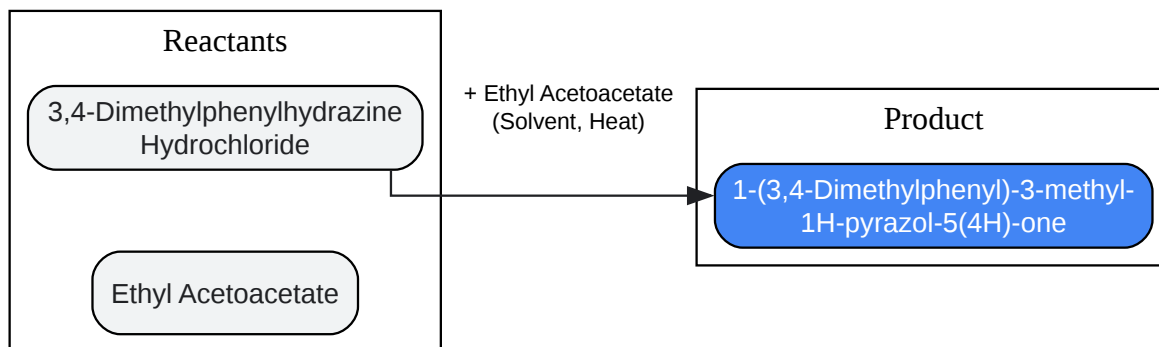 Reactants
3,4-Dimethylphenylhydrazine
Hydrochloride
Ethyl Acetoacetate
+ Ethyl Acetoacetate
(Solvent, Heat)
Product
1-(3,4-Dimethylphenyl)-3-methyl-
1H-pyrazol-5(4H)-one